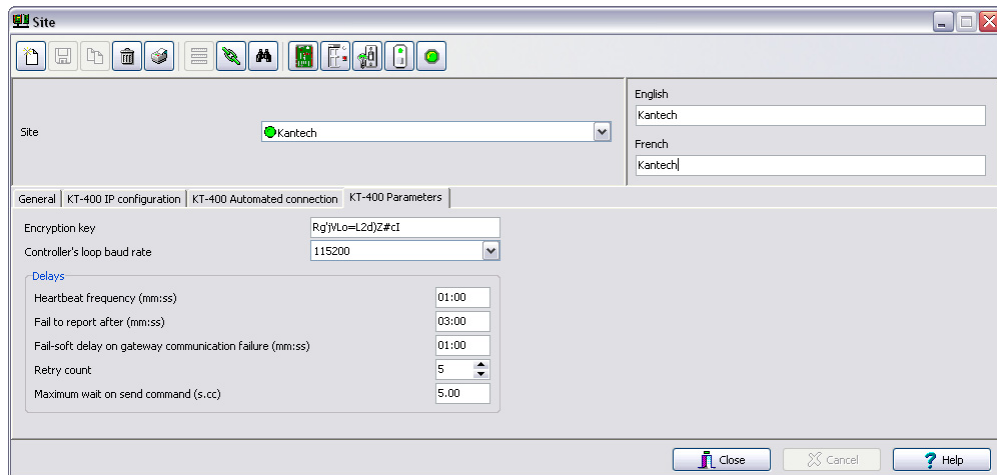 Site
English
Kantech
Site
Kantech
French
Kantech
General
KT-400 IP configuration
KT-400 Automated connection
KT-400 Parameters
Encryption key
Rg'jVLo=L2d)Z#cI
Controller's loop baud rate
115200
Delays
Heartbeat frequency (mm:ss)
01:00
Fail to report after (mm:ss)
03:00
Fail-soft delay on gateway communication failure (mm:ss)
01:00
Retry count
5
Maximum wait on send command (s.cc)
5.00
Close
Cancel
Help